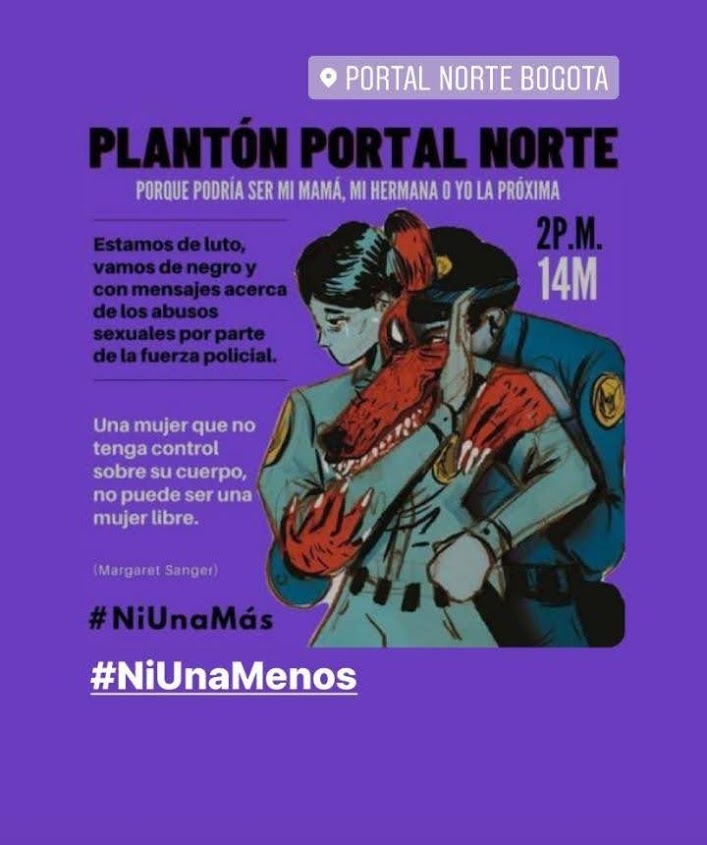 PORTAL NORTE BOGOTA
PLANTÓN PORTAL NORTE
PORQUE PODRÍA SER MI MAMÁ, MI HERMANA O YO LA PRÓXIMA
2P.M.
14M
Estamos de luto,
vamos de negro y
con mensajes acerca
de los abusos
sexuales por parte
de la fuerza policial.
Una mujer que no
tenga control
sobre su cuerpo,
no puede ser una
mujer libre.
(Margaret Sanger)
#NiUnaMás
#NiUnaMenos